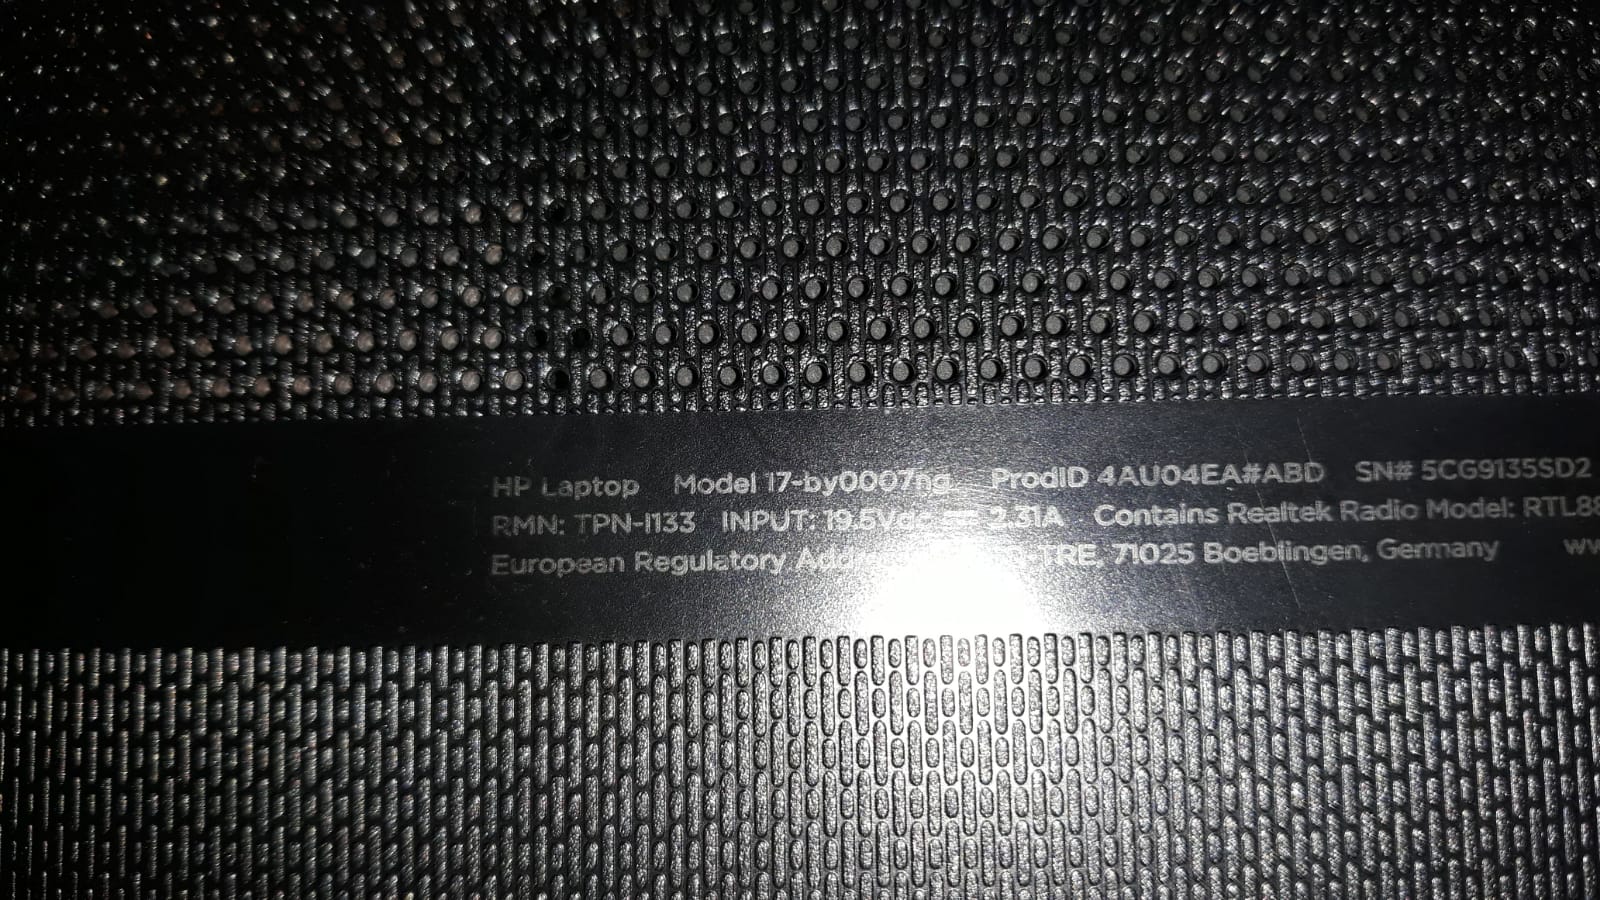 HP Laptop Model 17-by0007ng ProdID 4AU04EA#ABD SN# 5CG9135SD2
RMN: TPN-I133 INPUT: 19.5Vdc ⎓ 2.31A Contains Realtek Radio Model:
European Regulatory 71025 Boeblingen, Germany